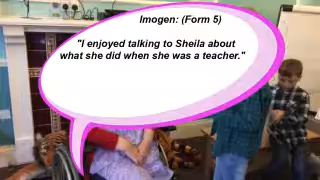 Imogen: (Form 5)
"I enjoyed talking to Sheila about
what she did when she was a teacher."